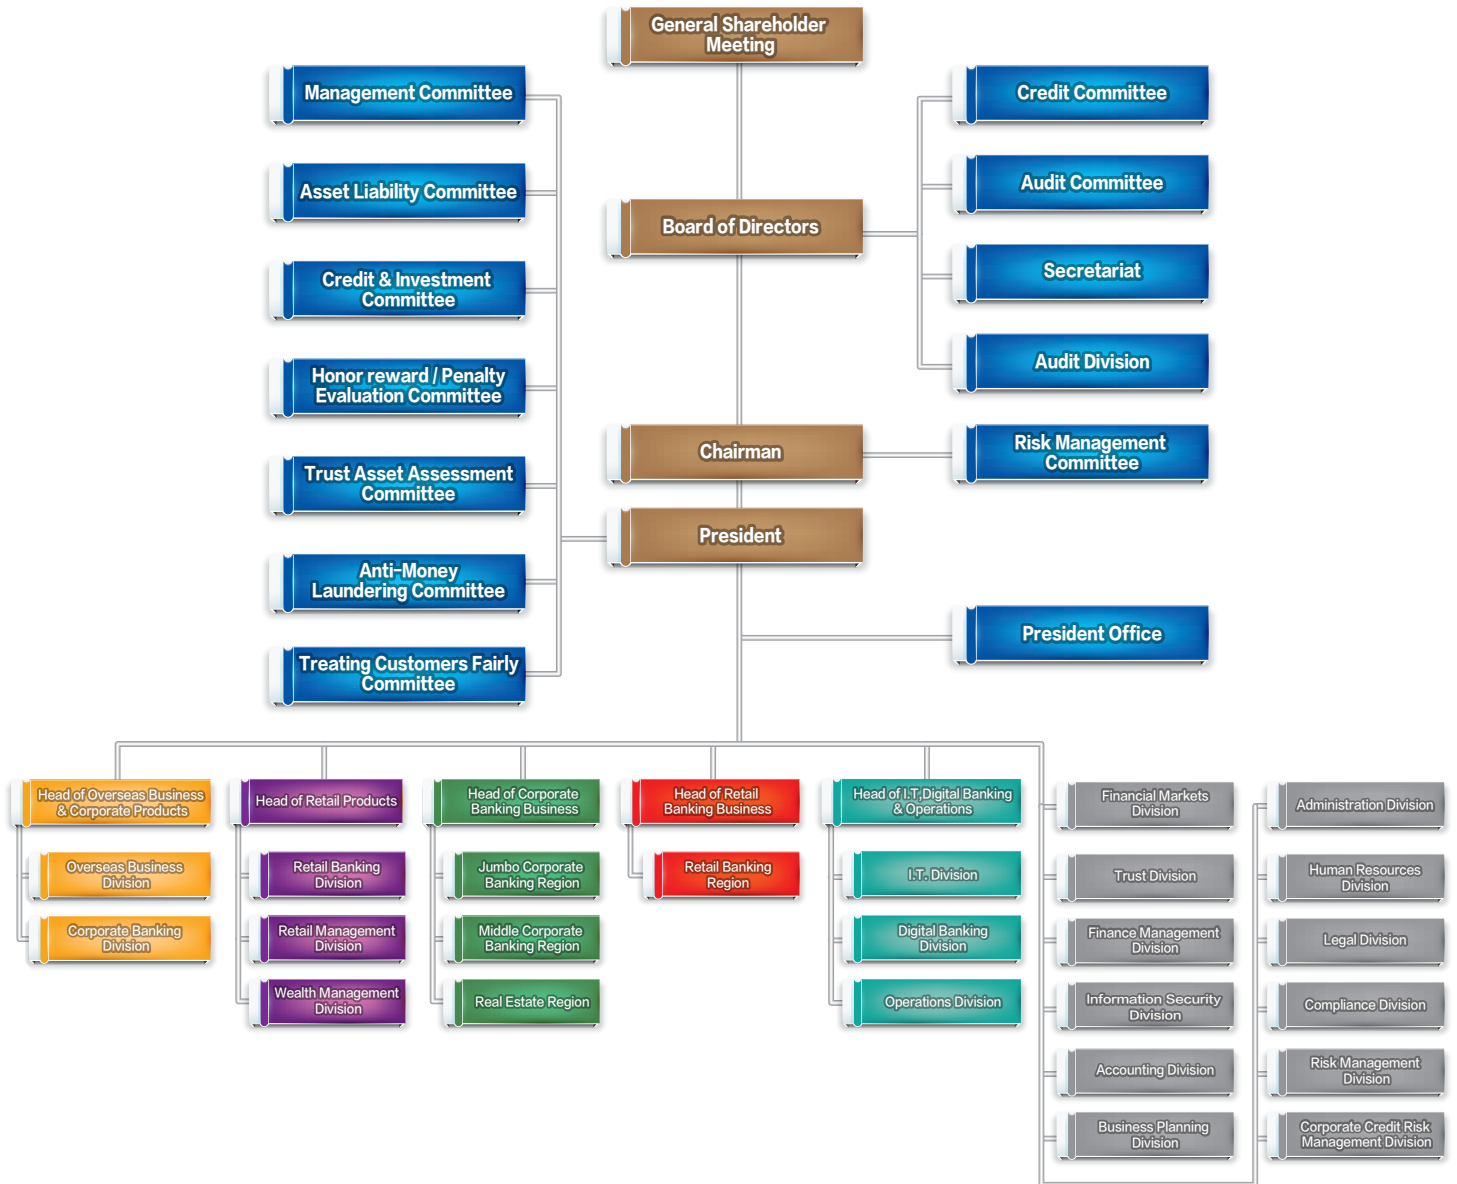 General Shareholder
Meeting
Management Committee
Credit Committee
Asset Liability Committee
Audit Committee
Board of Directors
Credit & Investment
Committee
Secretariat
Honor reward / Penalty
Evaluation Committee
Audit Division
Chairman
Risk Management
Committee
Trust Asset Assessment
Committee
President
Anti-Money
Laundering Committee
President Office
Treating Customers Fairly
Committee
Head of Overseas Business
& Corporate Products
Overseas Business
Division
Corporate Banking
Division
Head of Retail Products
Retail Banking
Division
Retail Management
Division
Wealth Management
Division
Head of Corporate
Banking Business
Jumbo Corporate
Banking Region
Middle Corporate
Banking Region
Real Estate Region
Head of Retail
Banking Business
Retail Banking
Region
Head of I.T,Digital Banking
& Operations
I.T. Division
Digital Banking
Division
Operations Division
Financial Markets
Division
Trust Division
Finance Management
Division
Information Security
Division
Accounting Division
Business Planning
Division
Administration Division
Human Resources
Division
Legal Division
Compliance Division
Risk Management
Division
Corporate Credit Risk
Management Division